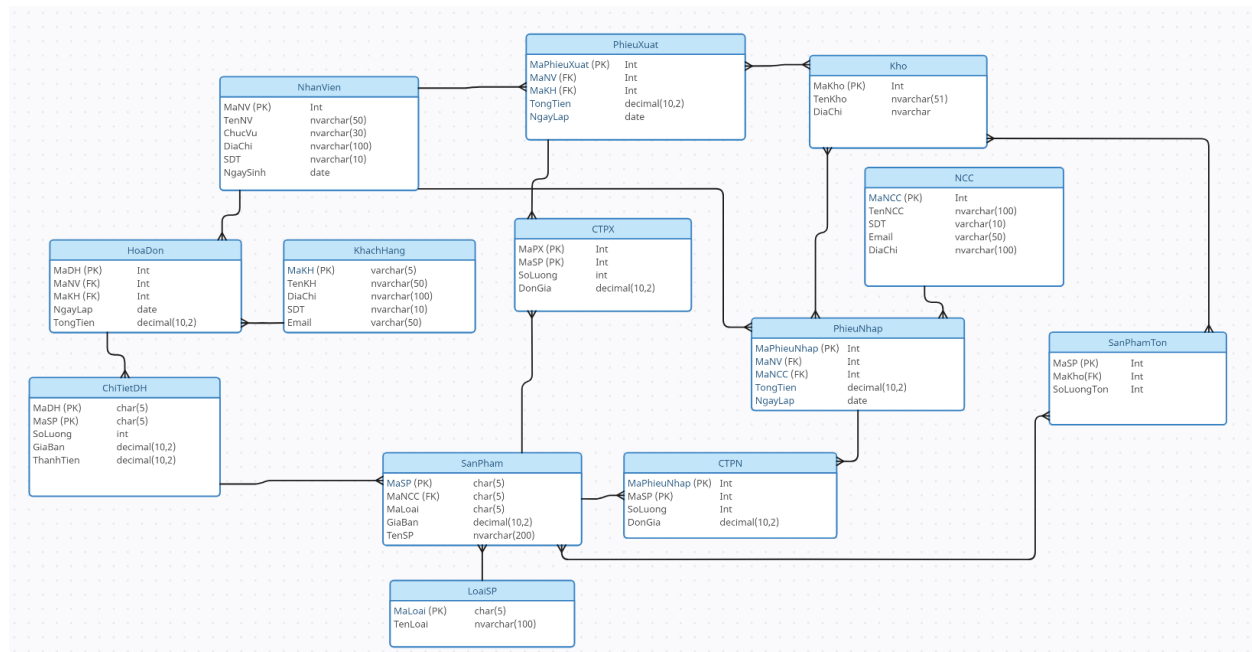 PhieuXuat
MaPhieuXuat (PK) Int
MaNV (FK) Int
MaKH (FK) Int
TongTien decimal(10,2)
NgayLap date
Kho
MaKho (PK) Int
TenKho nvarchar(51)
DiaChi nvarchar
NhanVien
MaNV (PK) Int
TenNV nvarchar(50)
ChucVu nvarchar(30)
DiaChi nvarchar(100)
SDT nvarchar(10)
NgaySinh date
NCC
MaNCC (PK) Int
TenNCC nvarchar(100)
SDT varchar(10)
Email varchar(50)
DiaChi nvarchar(100)
CTPX
MaPX (PK) Int
MaSP (PK) Int
SoLuong int
DonGia decimal(10,2)
HoaDon
MaDH (PK) Int
MaNV (FK) Int
MaKH (FK) Int
NgayLap date
TongTien decimal(10,2)
KhachHang
MaKH (PK) varchar(5)
TenKH nvarchar(50)
DiaChi nvarchar(100)
SDT nvarchar(10)
Email varchar(50)
PhieuNhap
MaPhieuNhap (PK) Int
MaNV (FK) Int
MaNCC (FK) Int
TongTien decimal(10,2)
NgayLap date
SanPhamTon
MaSP (PK) Int
MaKho(FK) Int
SoLuongTon Int
ChiTietDH
MaDH (PK) char(5)
MaSP (PK) char(5)
SoLuong int
GiaBan decimal(10,2)
ThanhTien decimal(10,2)
SanPham
MaSP (PK) char(5)
MaNCC (FK) char(5)
MaLoai char(5)
GiaBan decimal(10,2)
TenSP nvarchar(200)
CTPN
MaPhieuNhap (PK) Int
MaSP (PK) Int
SoLuong Int
DonGia decimal(10,2)
LoaiSP
MaLoai (PK) char(5)
TenLoai nvarchar(100)